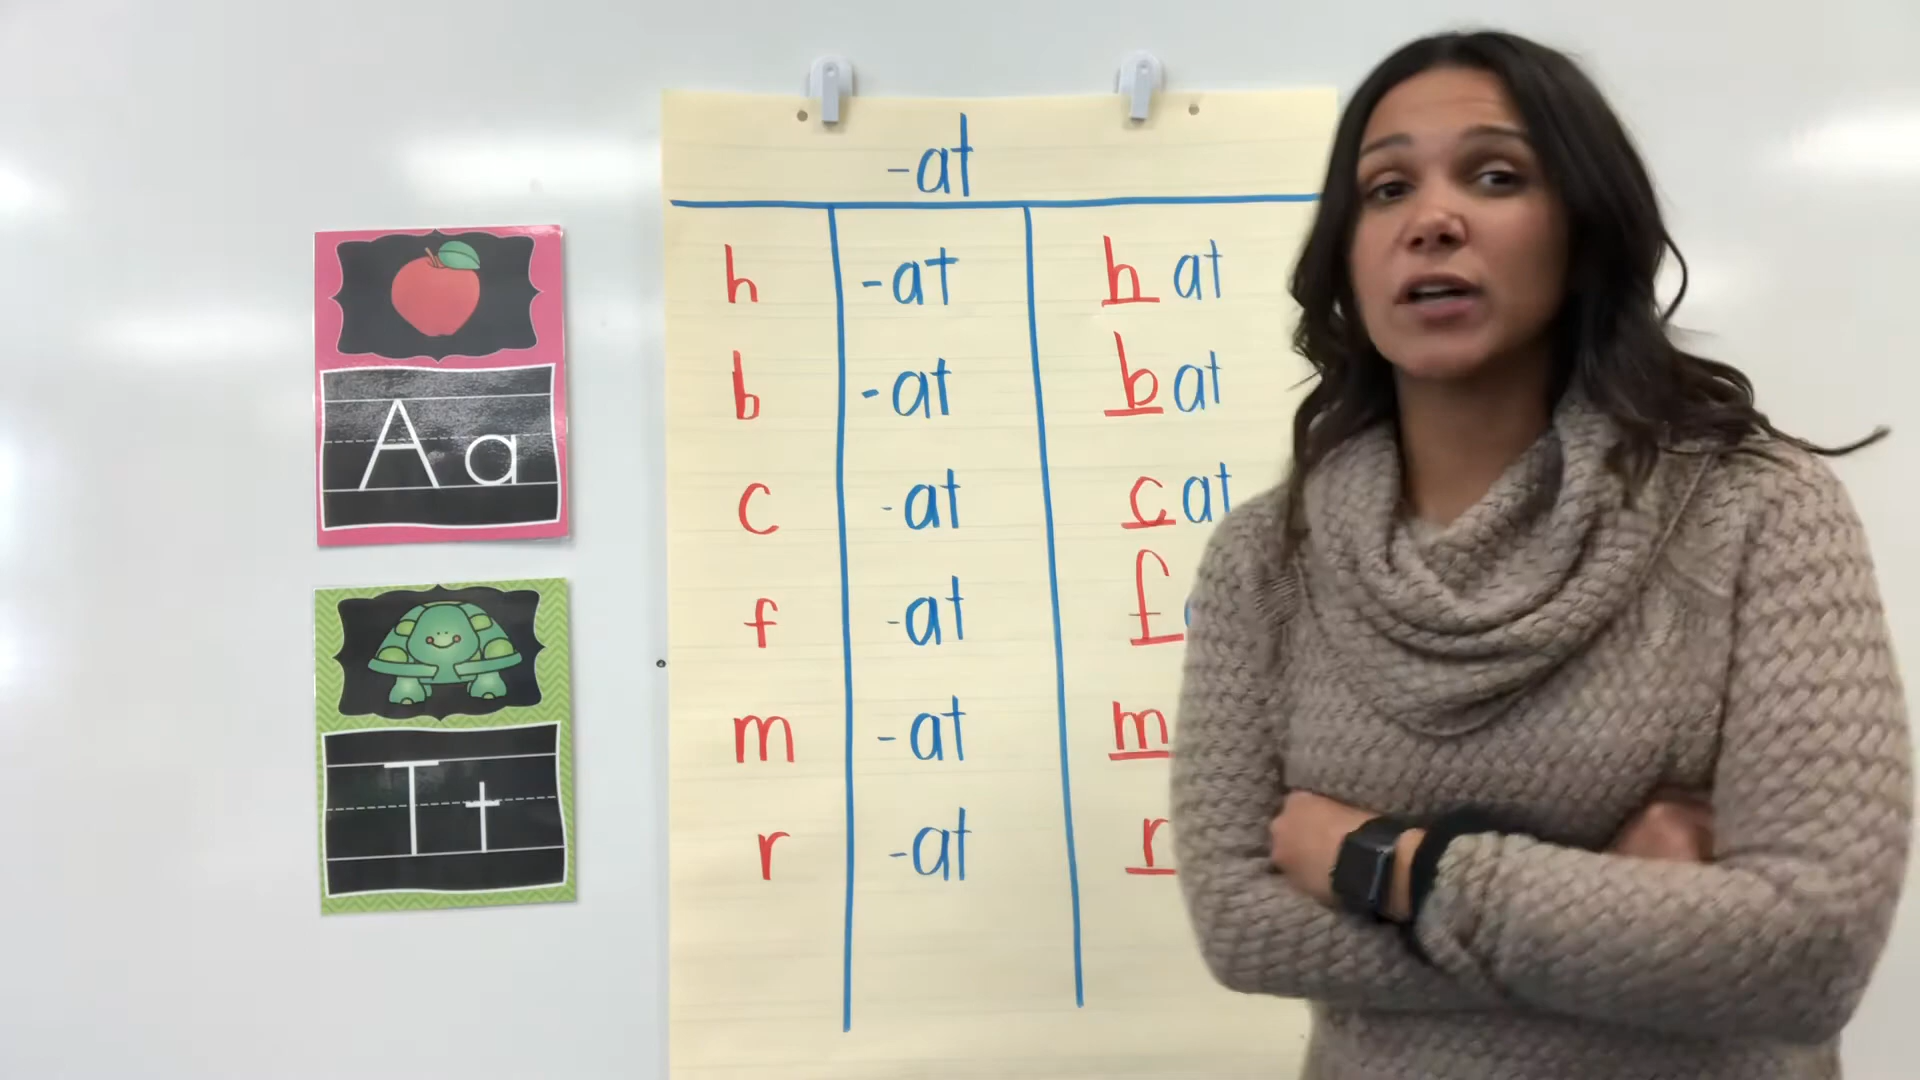 Aa
Tt
-at
h -at hat
b -at bat
c -at cat
f -at f
m -at m
r -at r